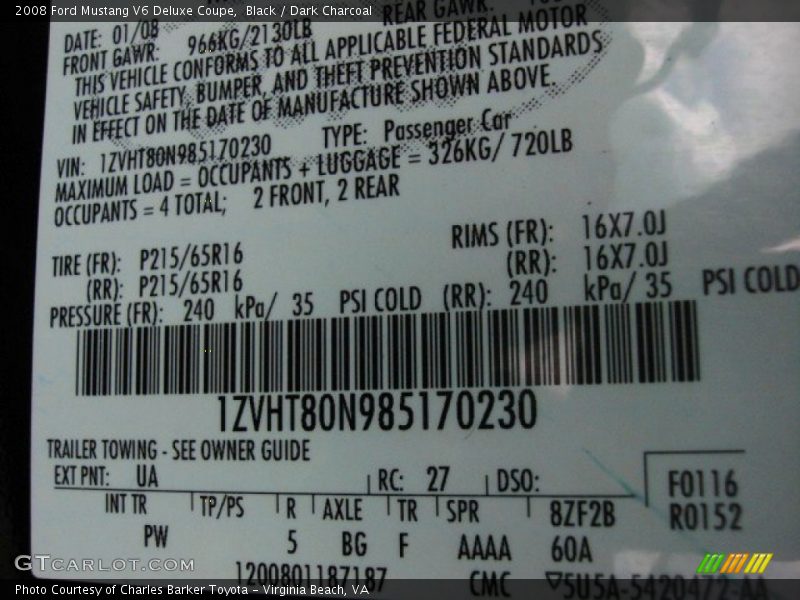 2008 Ford Mustang V6 Deluxe Coupe, Black / Dark Charcoal
DATE: 01/08 REAR GAWR:
FRONT GAWR: 966KG/2130LB
THIS VEHICLE CONFORMS TO ALL APPLICABLE FEDERAL MOTOR
VEHICLE SAFETY, BUMPER, AND THEFT PREVENTION STANDARDS
IN EFFECT ON THE DATE OF MANUFACTURE SHOWN ABOVE.
VIN: 1ZVHT80N985170230 TYPE: Passenger Car
MAXIMUM LOAD = OCCUPANTS + LUGGAGE = 326KG/ 720LB
OCCUPANTS = 4 TOTAL; 2 FRONT, 2 REAR
TIRE (FR): P215/65R16 RIMS (FR): 16X7.0J
(RR): P215/65R16 (RR): 16X7.0J
PRESSURE (FR): 240 kPa/ 35 PSI COLD (RR): 240 kPa/ 35 PSI COLD
1ZVHT80N985170230
TRAILER TOWING - SEE OWNER GUIDE
EXT PNT: UA RC: 27 DSO: F0116
INT TR TP/PS R AXLE TR SPR 8ZF2B R0152
PW 5 BG F AAAA 60A
1200801187187 CMC ▽5U5A-5420472-AA
GTCARLOT.COM
Photo Courtesy of Charles Barker Toyota – Virginia Beach, VA